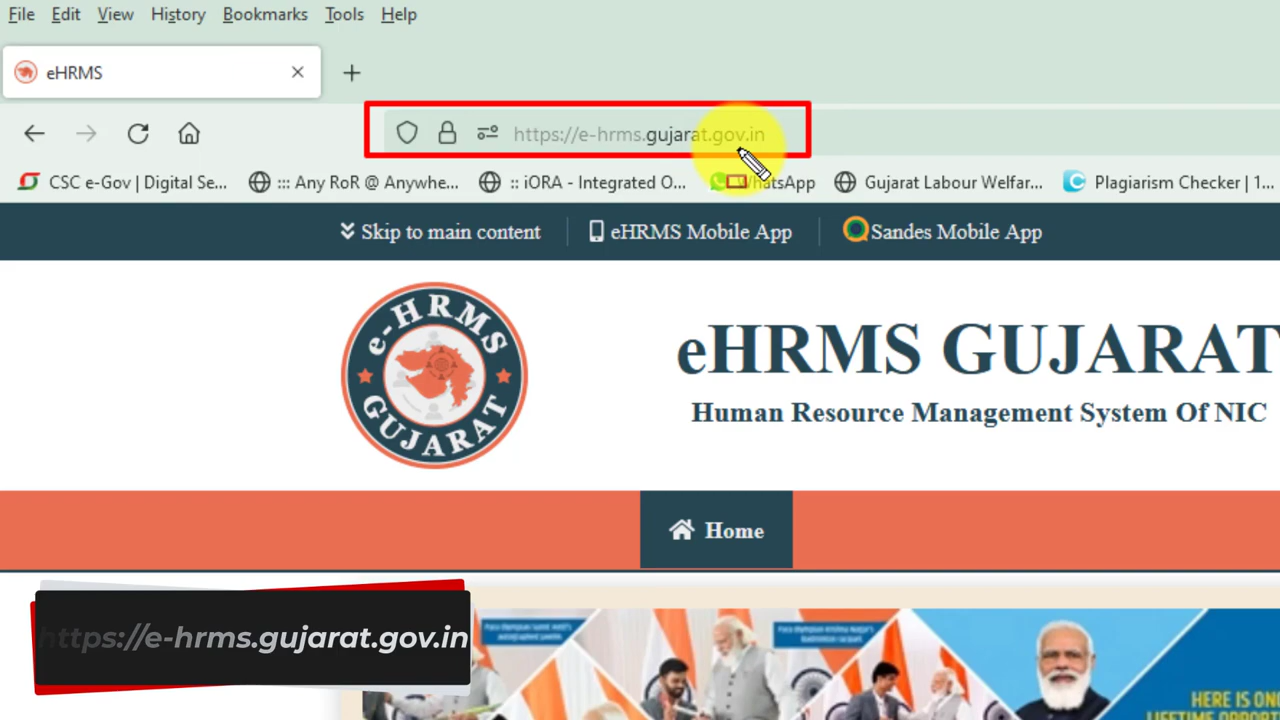 File Edit View History Bookmarks Tools Help
eHRMS
https://e-hrms.gujarat.gov.in
CSC e-Gov | Digital Se... ::: Any RoR @ Anywhe... :: iORA - Integrated O... WhatsApp Gujarat Labour Welfar... Plagiarism Checker | 1...
Skip to main content eHRMS Mobile App Sandes Mobile App
e-HRMS
GUJARAT
eHRMS GUJARAT
Human Resource Management System Of NIC
Home
https://e-hrms.gujarat.gov.in
HERE IS ON
LIFETIME OPPORT